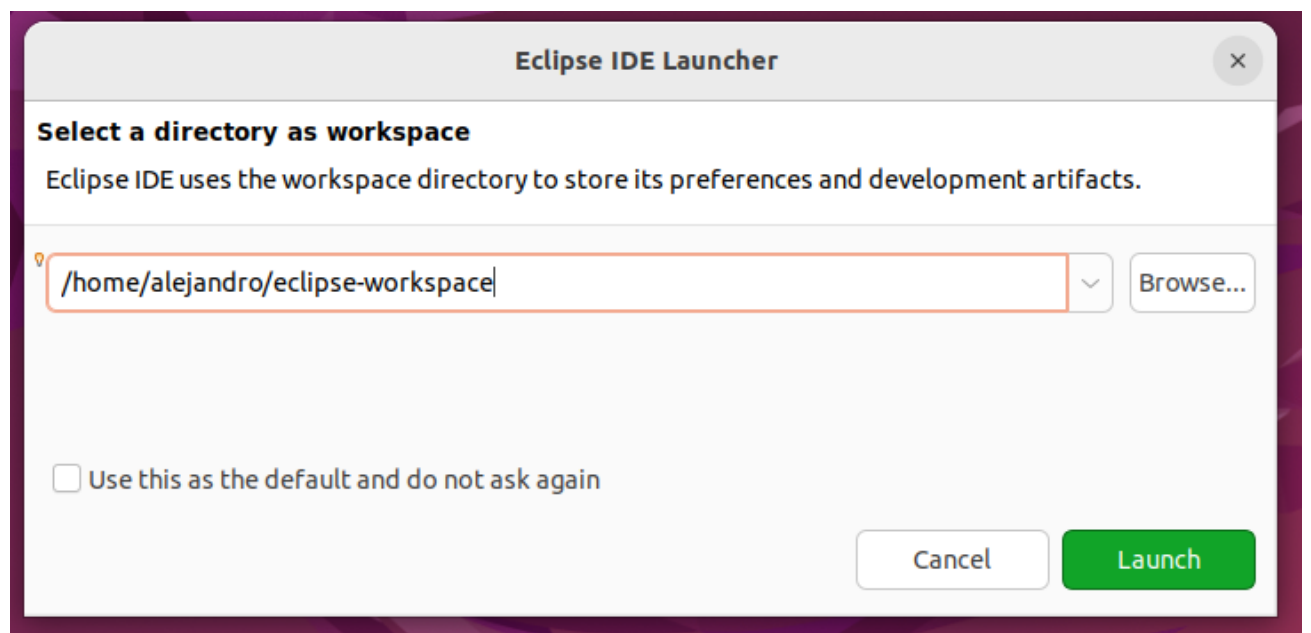 Eclipse IDE Launcher
Select a directory as workspace
Eclipse IDE uses the workspace directory to store its preferences and development artifacts.
/home/alejandro/eclipse-workspace
Browse...
Use this as the default and do not ask again
Cancel
Launch